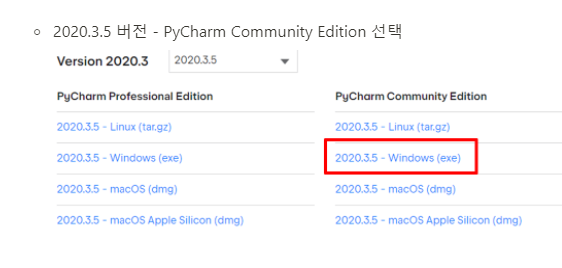 2020.3.5 버전 - PyCharm Community Edition 선택
Version 2020.3 2020.3.5
PyCharm Professional Edition PyCharm Community Edition
2020.3.5 - Linux (tar.gz) 2020.3.5 - Linux (tar.gz)
2020.3.5 - Windows (exe) 2020.3.5 - Windows (exe)
2020.3.5 - macOS (dmg) 2020.3.5 - macOS (dmg)
2020.3.5 - macOS Apple Silicon (dmg) 2020.3.5 - macOS Apple Silicon (dmg)